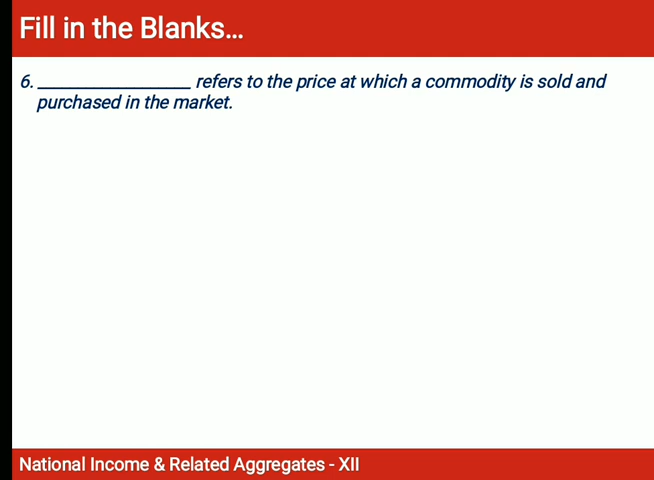 Fill in the Blanks...
6. ________________ refers to the price at which a commodity is sold and
purchased in the market.
National Income & Related Aggregates - XII